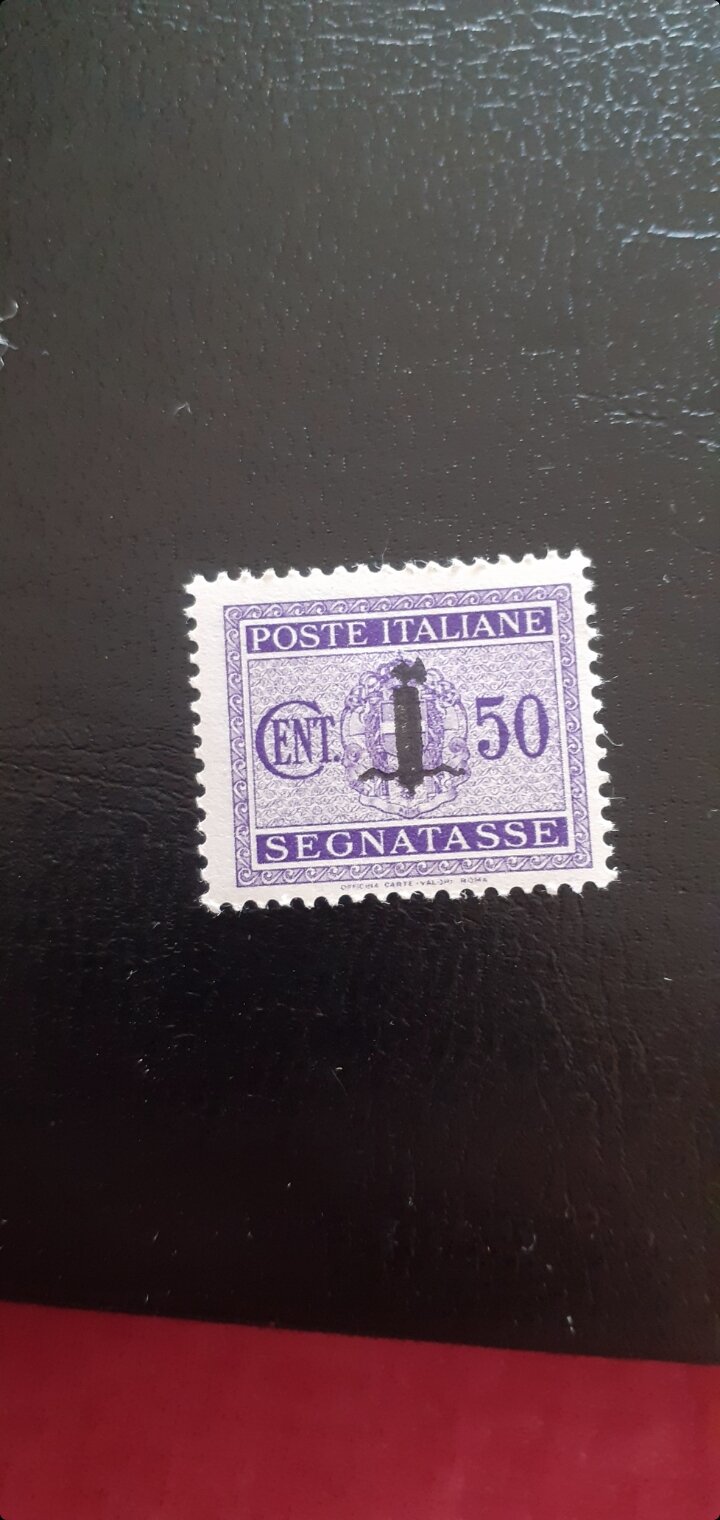 POSTE ITALIANE
CENT. 50
SEGNATASSE
OFFICINA CARTE-VALORI ROMA